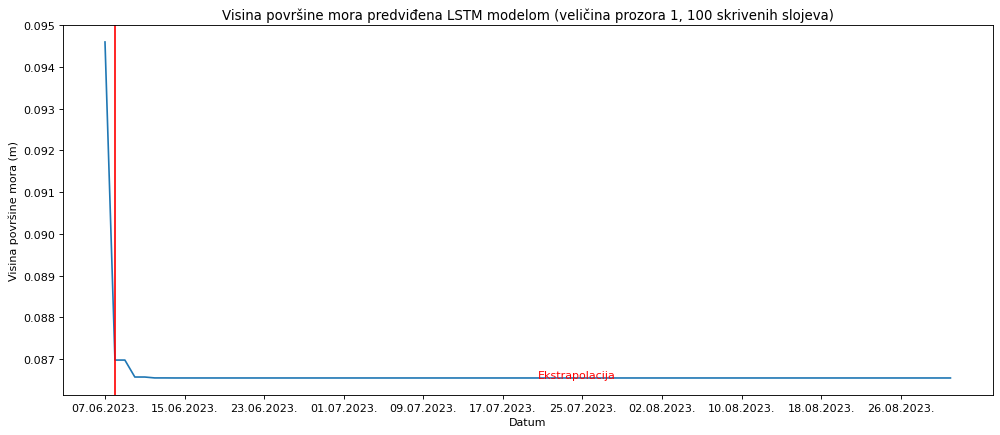 Visina površine mora predviđena LSTM modelom (veličina prozora 1, 100 skrivenih slojeva)
Visina površine mora (m)
0.095
0.094
0.093
0.092
0.091
0.090
0.089
0.088
0.087
Ekstrapolacija
07.06.2023. 15.06.2023. 23.06.2023. 01.07.2023. 09.07.2023. 17.07.2023. 25.07.2023. 02.08.2023. 10.08.2023. 18.08.2023. 26.08.2023.
Datum